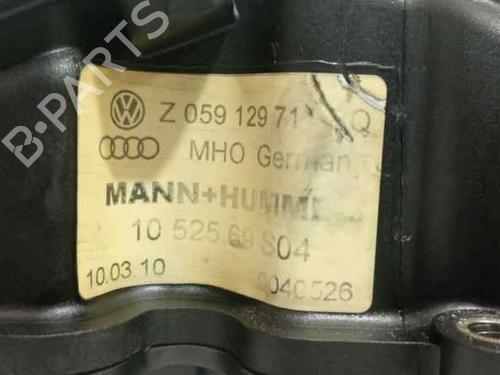 B-PARTS
Z 059 129 71 Q
MHO German
MANN+HUMM
10 525 69 S04
10.03.10 040526